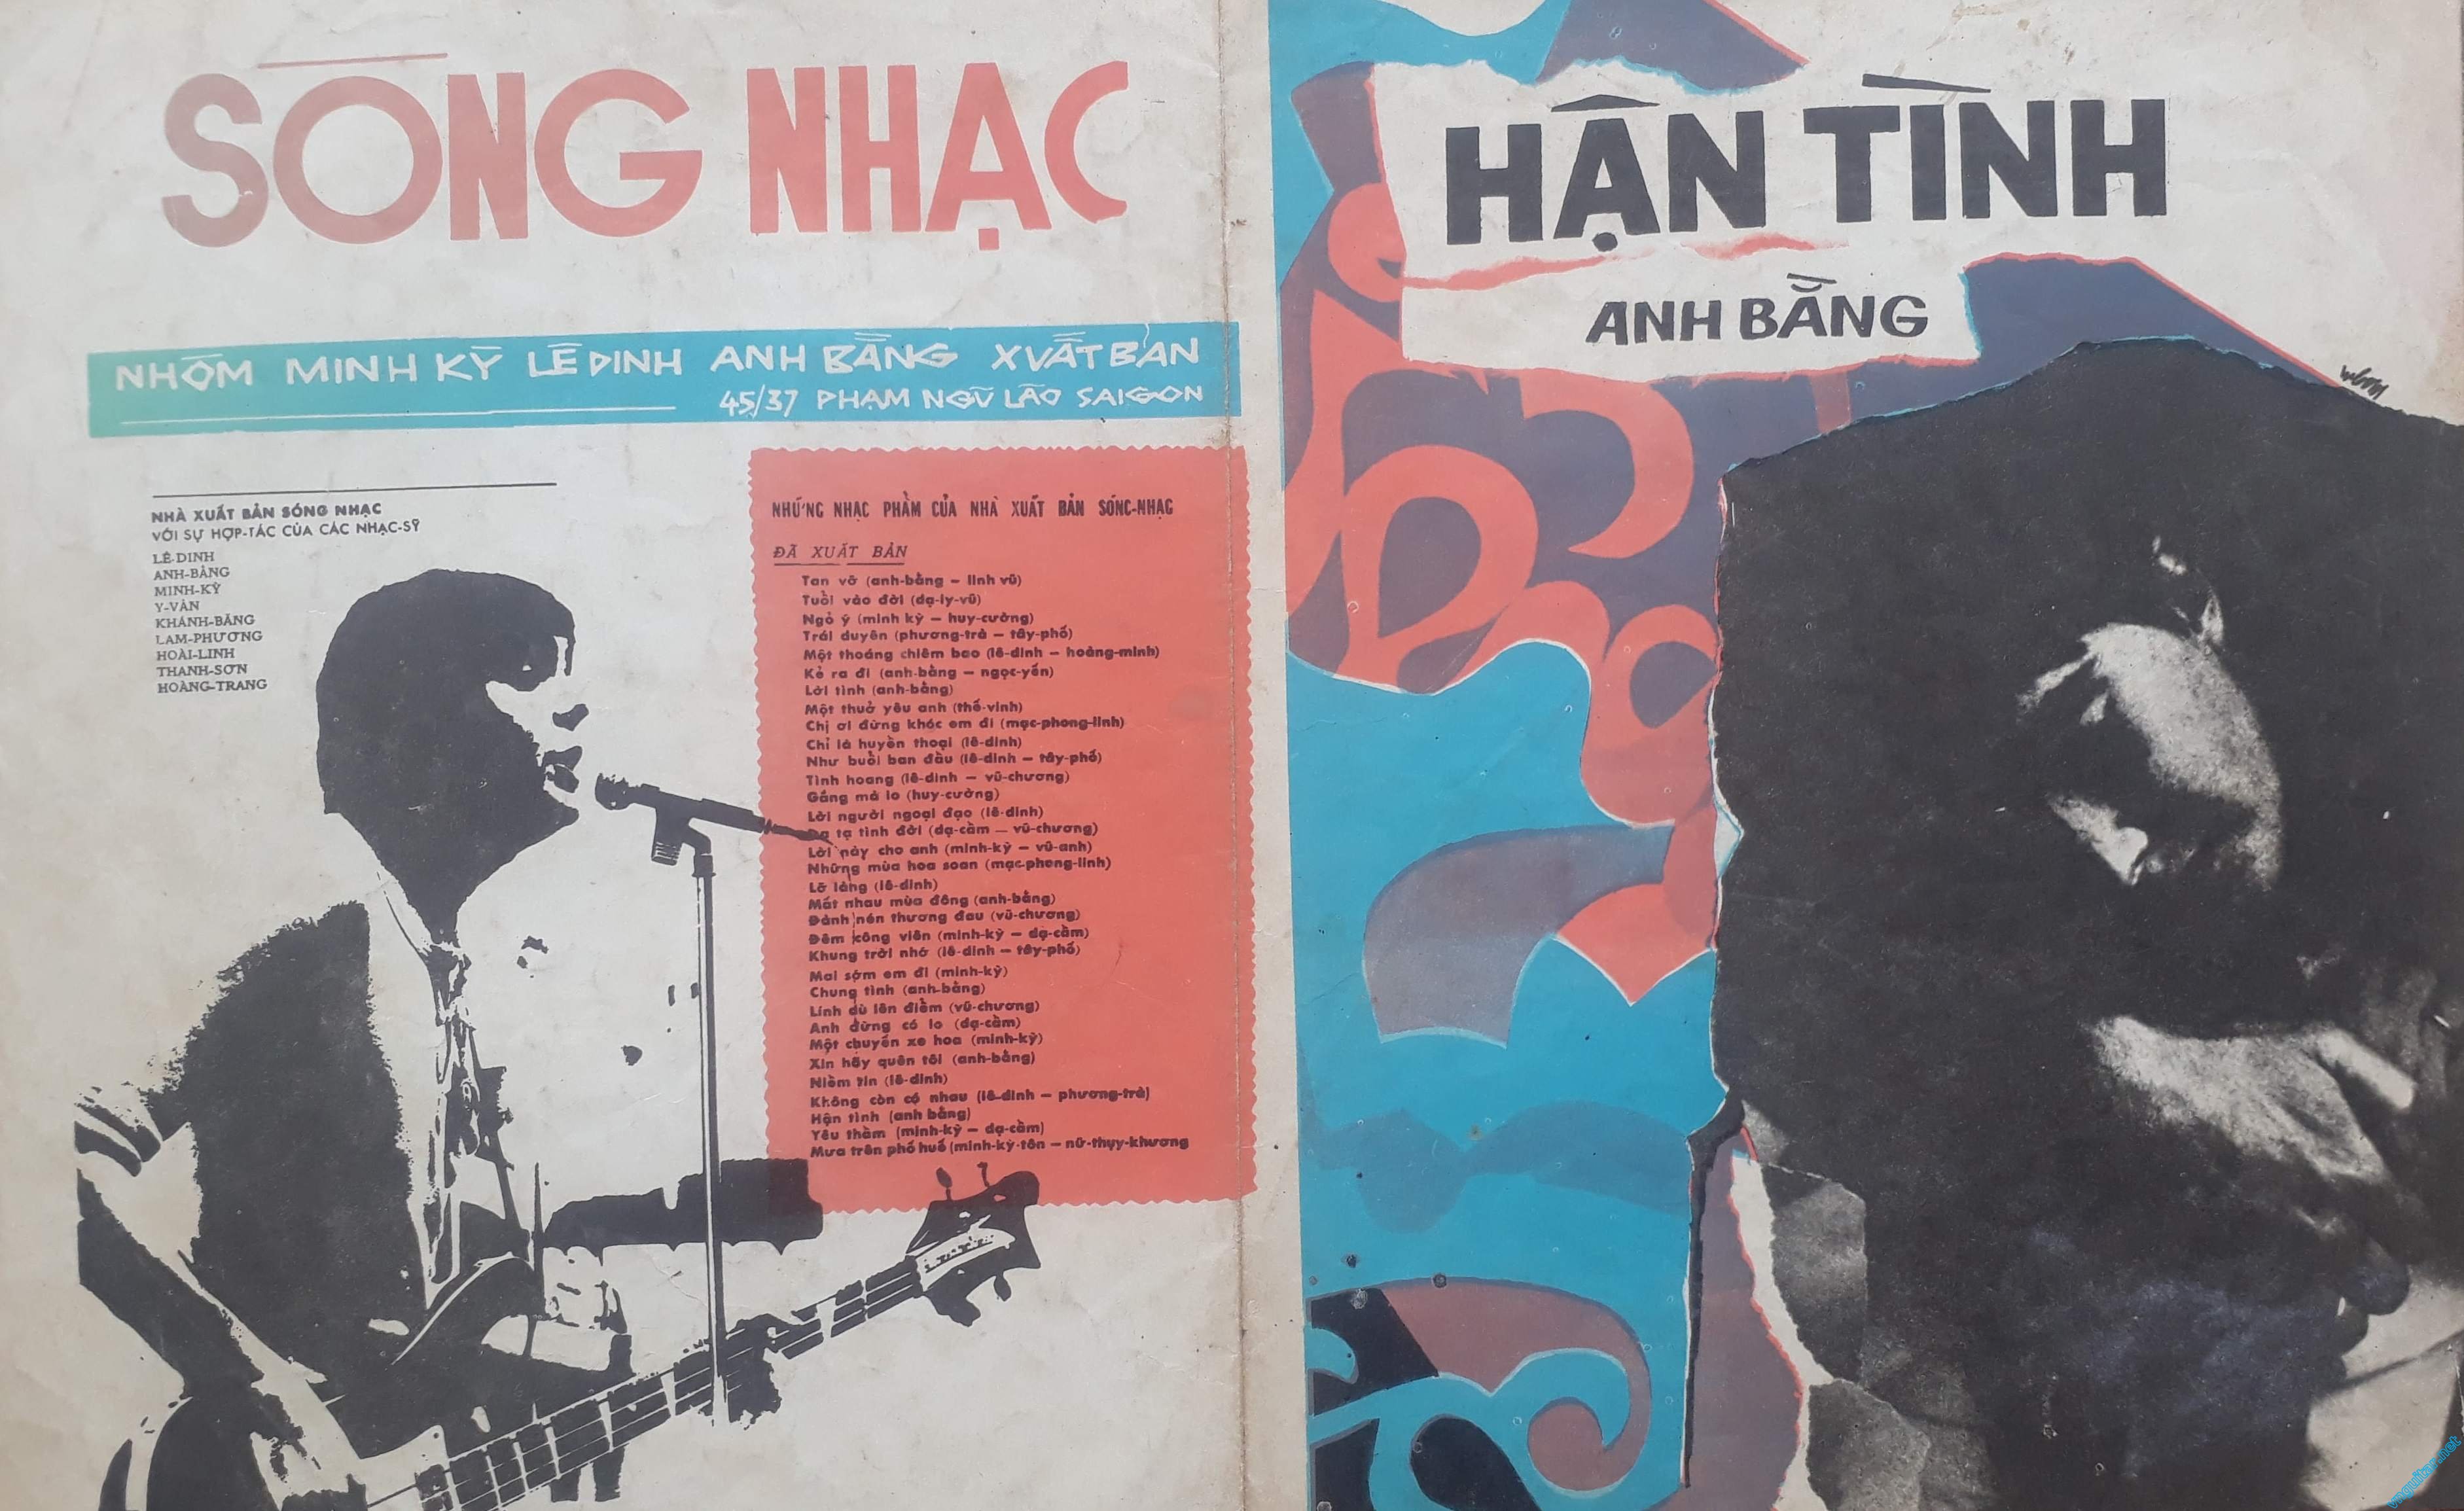 SÓNG NHẠC
NHÓM MINH KỲ LÊ DINH ANH BẰNG XUẤT BẢN
45/37 PHẠM NGŨ LÃO SAIGON
NHÀ XUẤT BẢN SÓNG NHẠC
VỚI SỰ HỢP-TÁC CỦA CÁC NHẠC-SỸ
LÊ-DINH
ANH-BẰNG
MINH-KỲ
Y-VÂN
KHÁNH-BĂNG
LAM-PHƯƠNG
HOÀI-LINH
THANH-SƠN
HOÀNG-TRANG
NHỮNG NHẠC PHẨM CỦA NHÀ XUẤT BẢN SÓNG-NHẠC
ĐÃ XUẤT BẢN
Tan vỡ (anh-bằng – linh vũ)
Tuổi vào đời (dạ-ly-vũ)
Ngỏ ý (minh kỳ – huy-cường)
Trái duyên (phương-trà – tây-phố)
Một thoáng chiêm bao (lê-dinh – hoàng-minh)
Kẻ ra đi (anh-bằng – ngọc-yến)
Lời tình (anh-bằng)
Một thuở yêu anh (thế-vinh)
Chị ơi đừng khóc em đi (mạc-phong-linh)
Chỉ là huyền thoại (lê-dinh)
Như buổi ban đầu (lê-dinh – tây-phố)
Tình hoang (lê-dinh – vũ-chương)
Gắng mà lo (huy-cường)
Lời người ngoại đạo (lê-dinh)
tạ tình đời (dạ-cầm — vũ-chương)
Lời này cho anh (minh-kỳ – vũ-anh)
Những mùa hoa soan (mạc-phong-linh)
Lỡ làng (lê-dinh)
Mất nhau mùa đông (anh-bằng)
Đành nén thương đau (vũ-chương)
Đêm công viên (minh-kỳ – dạ-cầm)
Khung trời nhớ (lê-dinh – tây-phố)
Mai sớm em đi (minh-kỳ)
Chung tình (anh-bằng)
Lính dù lên điểm (vũ-chương)
Anh đừng có lo (dạ-cầm)
Một chuyến xe hoa (minh-kỳ)
Xin hãy quên tôi (anh-bằng)
Niềm tin (lê-dinh)
Không còn có nhau (lê-dinh – phương-trà)
Hận tình (anh bằng)
Yêu thầm (minh-kỳ – dạ-cầm)
Mưa trên phố huế (minh-kỳ-tôn – nữ-thụy-khương
HẬN TÌNH
ANH BẰNG